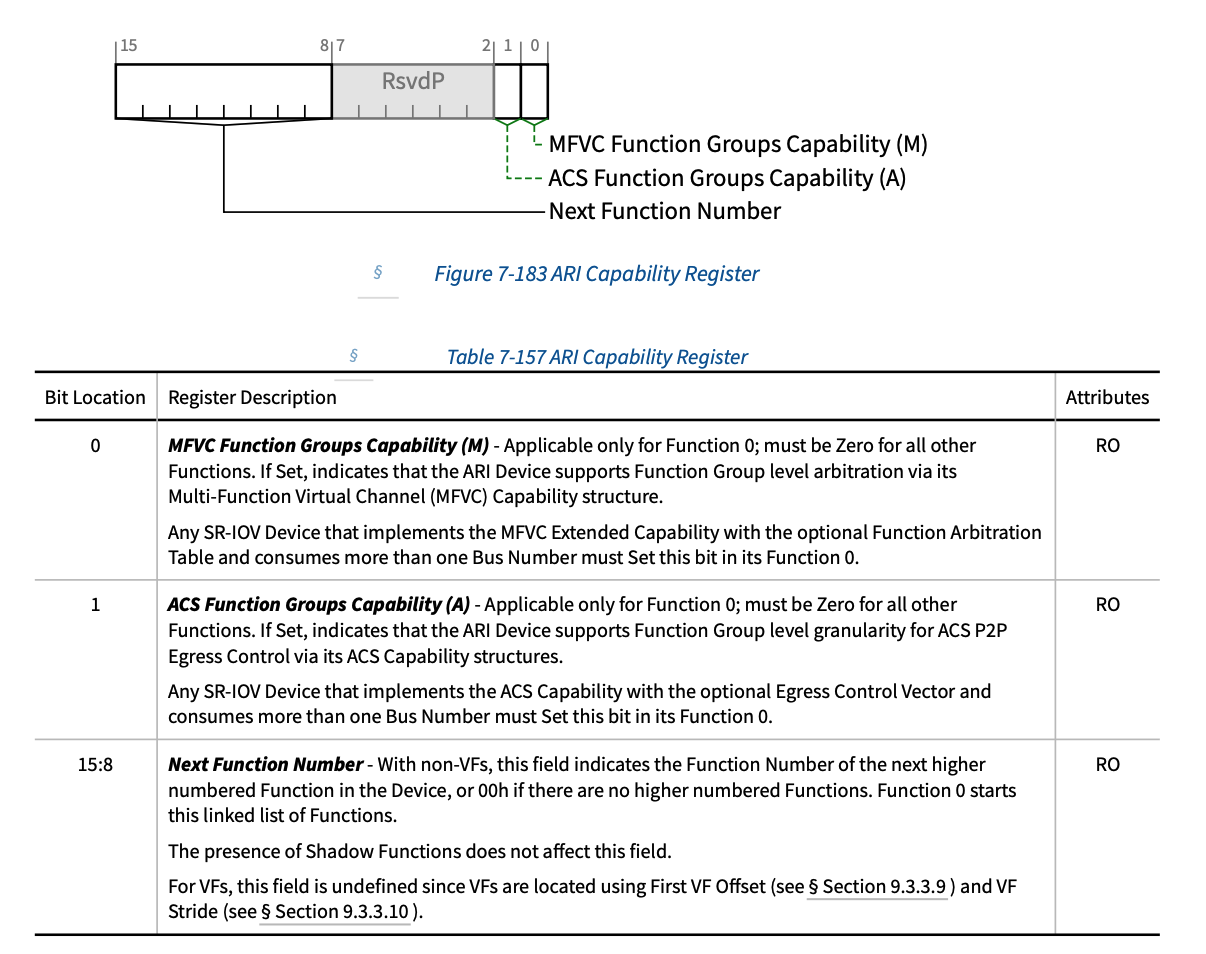 15 8 7 2 1 0
RsvdP
MFVC Function Groups Capability (M)
ACS Function Groups Capability (A)
Next Function Number
§ Figure 7-183 ARI Capability Register
§ Table 7-157 ARI Capability Register
Bit Location Register Description Attributes
0 MFVC Function Groups Capability (M) - Applicable only for Function 0; must be Zero for all other RO
Functions. If Set, indicates that the ARI Device supports Function Group level arbitration via its
Multi-Function Virtual Channel (MFVC) Capability structure.
Any SR-IOV Device that implements the MFVC Extended Capability with the optional Function Arbitration
Table and consumes more than one Bus Number must Set this bit in its Function 0.
1 ACS Function Groups Capability (A) - Applicable only for Function 0; must be Zero for all other RO
Functions. If Set, indicates that the ARI Device supports Function Group level granularity for ACS P2P
Egress Control via its ACS Capability structures.
Any SR-IOV Device that implements the ACS Capability with the optional Egress Control Vector and
consumes more than one Bus Number must Set this bit in its Function 0.
15:8 Next Function Number - With non-VFs, this field indicates the Function Number of the next higher RO
numbered Function in the Device, or 00h if there are no higher numbered Functions. Function 0 starts
this linked list of Functions.
The presence of Shadow Functions does not affect this field.
For VFs, this field is undefined since VFs are located using First VF Offset (see § Section 9.3.3.9 ) and VF
Stride (see § Section 9.3.3.10 ).